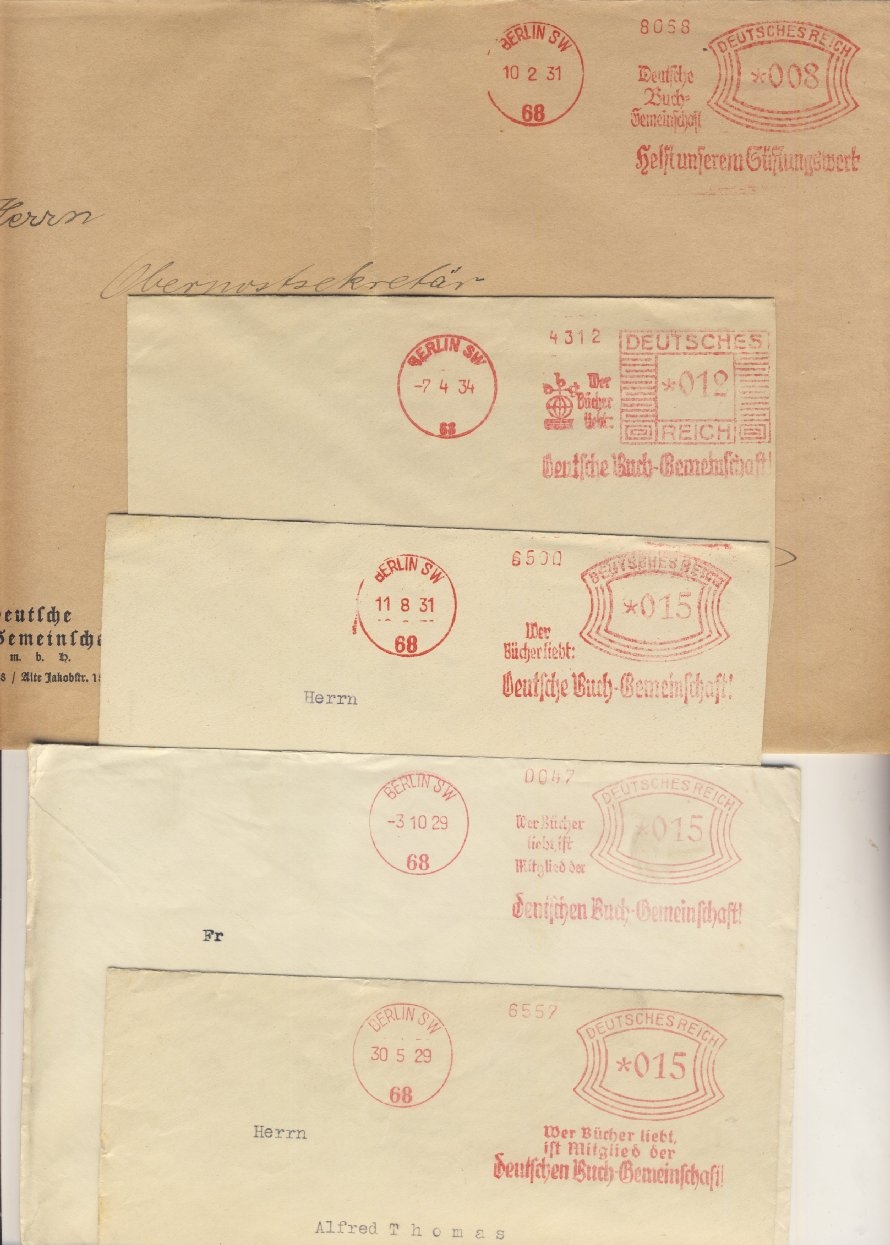 BERLIN SW
10 2 31
68
8068
DEUTSCHES REICH
*008
Deutsche
Buch-
Gemeinschaft
Helft unserem Stiftungswerk
Herrn
Oberpostsekretär
BERLIN SW
-7 4 34
68
4312
DEUTSCHES
*012
REICH
a b c
Wer
Bücher
liebt:
Deutsche Buch-Gemeinschaft!
BERLIN SW
11 8 31
68
6500
DEUTSCHES REICH
*015
Wer
Bücher liebt:
Deutsche Buch-Gemeinschaft!
Herrn
eutsche
Gemeinscha
m. b. H.
8 / Alte Jakobstr. 15
BERLIN SW
-3 10 29
68
0047
DEUTSCHES REICH
*015
Wer Bücher
liebt, ist
Mitglied der
Deutschen Buch-Gemeinschaft!
Fr
BERLIN SW
30 5 29
68
6557
DEUTSCHES REICH
*015
Wer Bücher liebt,
ist Mitglied der
Deutschen Buch-Gemeinschaft!
Herrn
Alfred Thomas